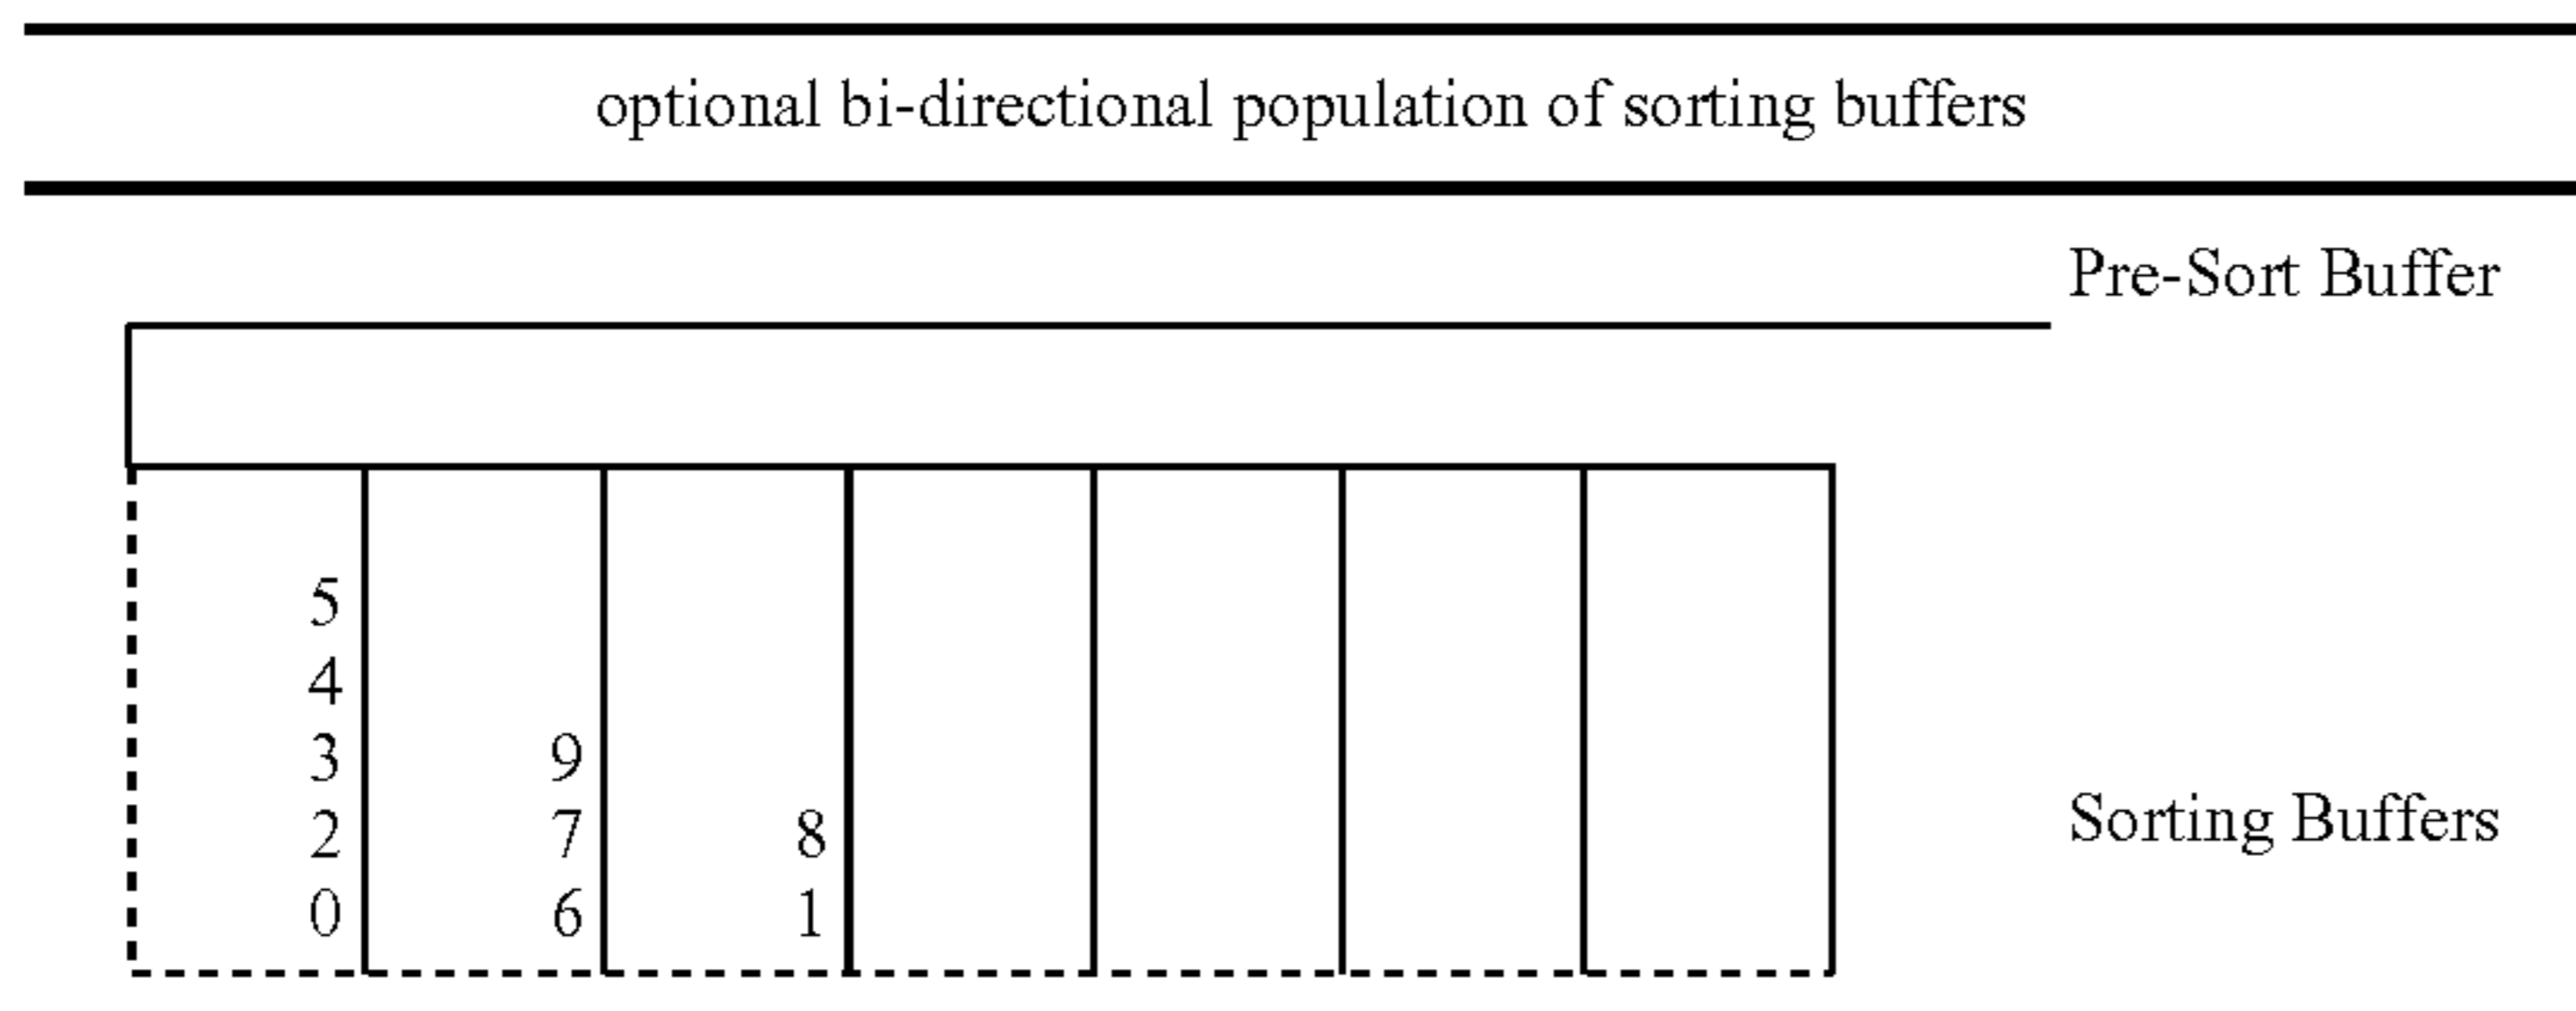 optional bi-directional population of sorting buffers
Pre-Sort Buffer
5
4
3 9
2 7 8 Sorting Buffers
0 6 1